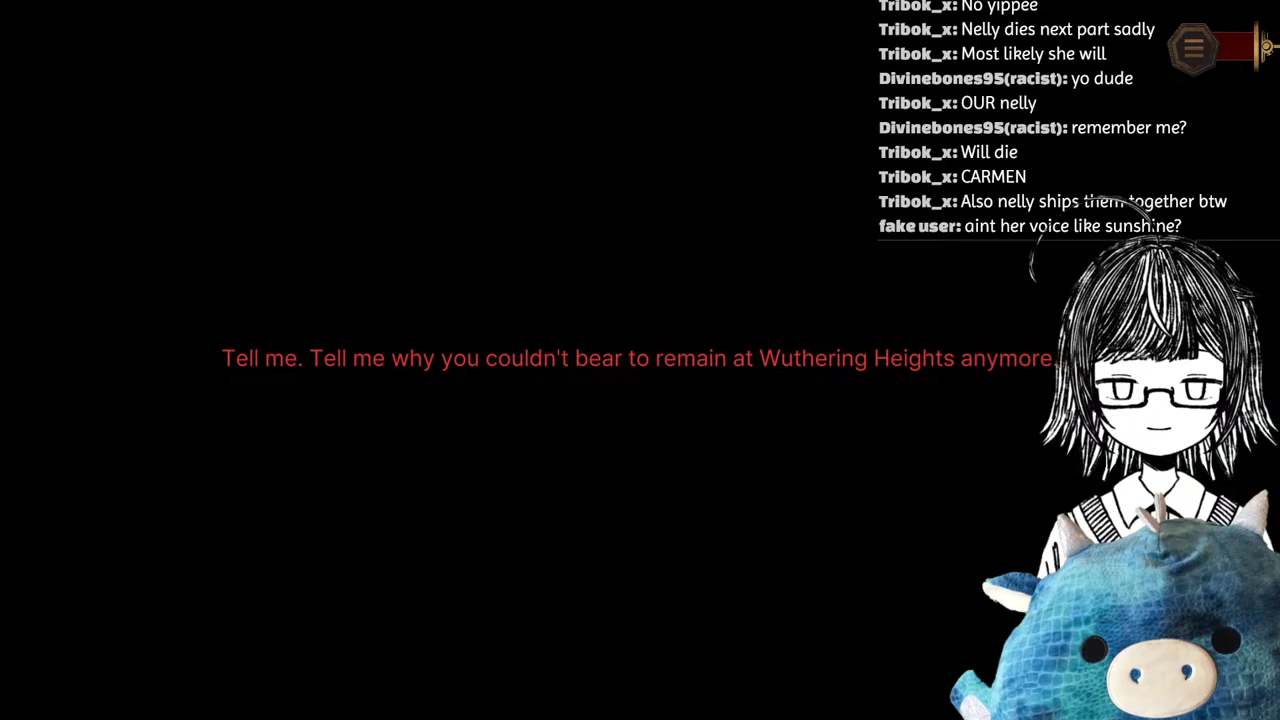 Tribok_x: No yippee
Tribok_x: Nelly dies next part sadly
Tribok_x: Most likely she will
Divinebones95(racist): yo dude
Tribok_x: OUR nelly
Divinebones95(racist): remember me?
Tribok_x: Will die
Tribok_x: CARMEN
Tribok_x: Also nelly ships them together btw
fake user: aint her voice like sunshine?
Tell me. Tell me why you couldn't bear to remain at Wuthering Heights anymore.